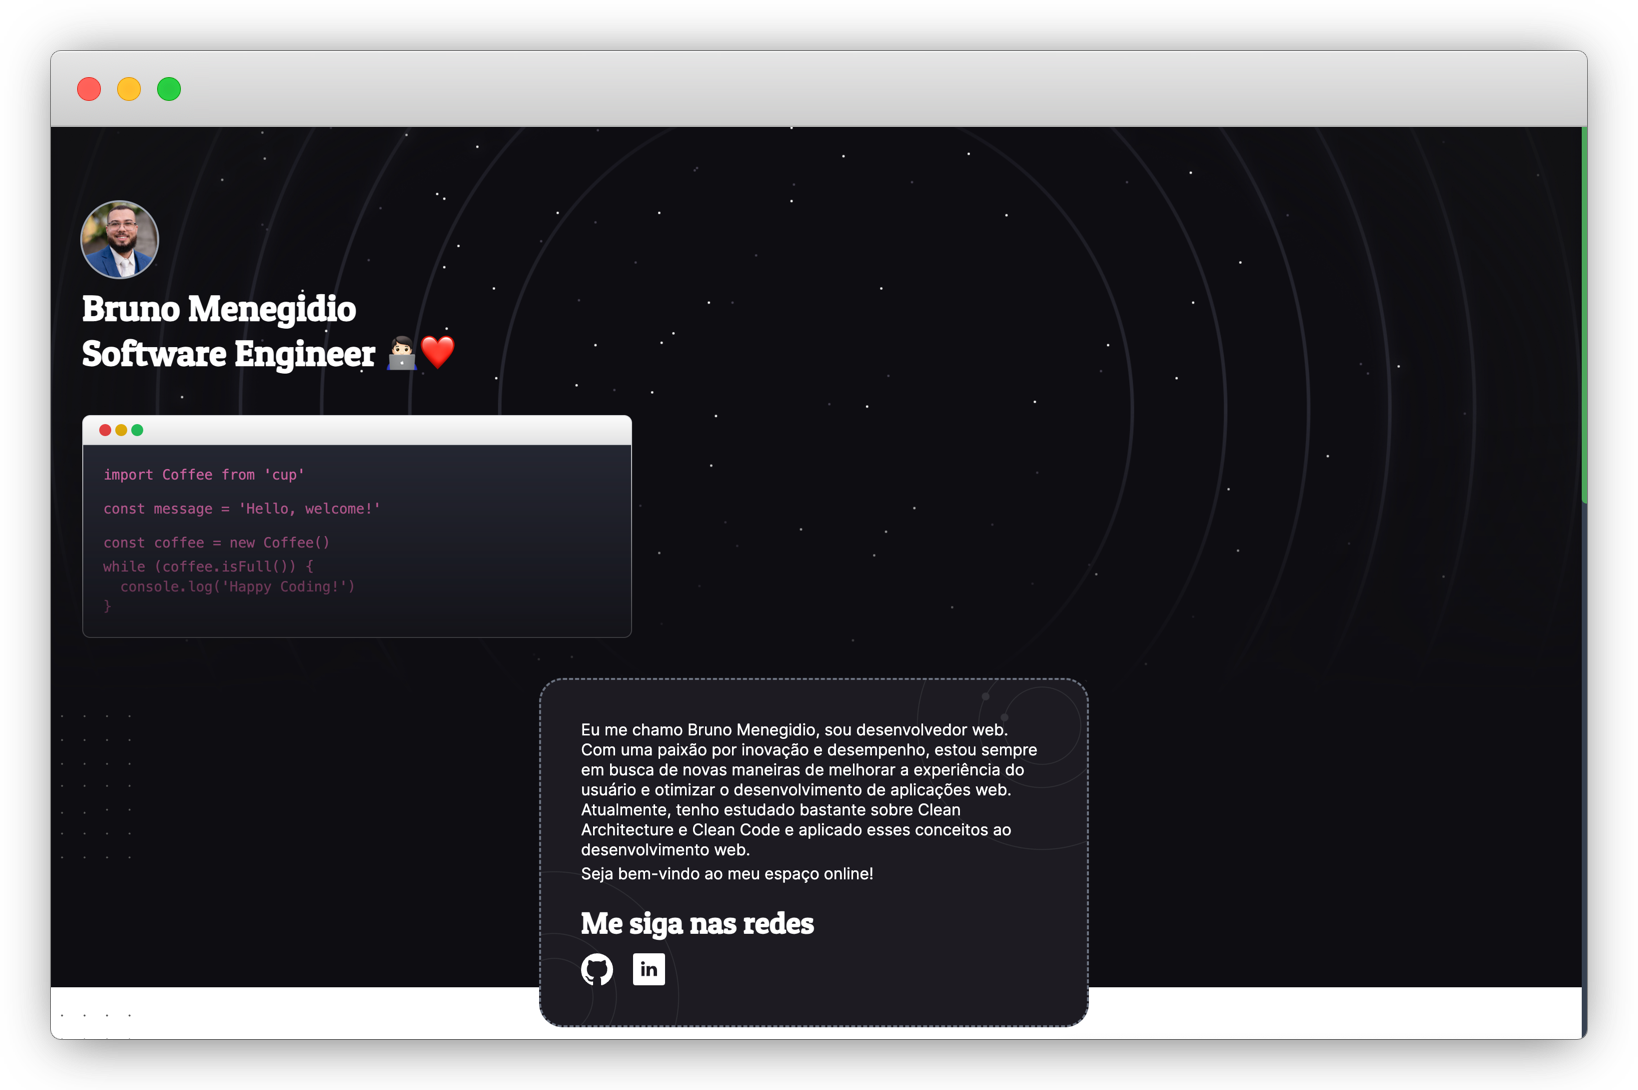 Bruno Menegidio
Software Engineer 🧑🏻‍💻❤️
import Coffee from 'cup'
const message = 'Hello, welcome!'
const coffee = new Coffee()
while (coffee.isFull()) {
  console.log('Happy Coding!')
}
Eu me chamo Bruno Menegidio, sou desenvolvedor web.
Com uma paixão por inovação e desempenho, estou sempre
em busca de novas maneiras de melhorar a experiência do
usuário e otimizar o desenvolvimento de aplicações web.
Atualmente, tenho estudado bastante sobre Clean
Architecture e Clean Code e aplicado esses conceitos ao
desenvolvimento web.
Seja bem-vindo ao meu espaço online!
Me siga nas redes
in